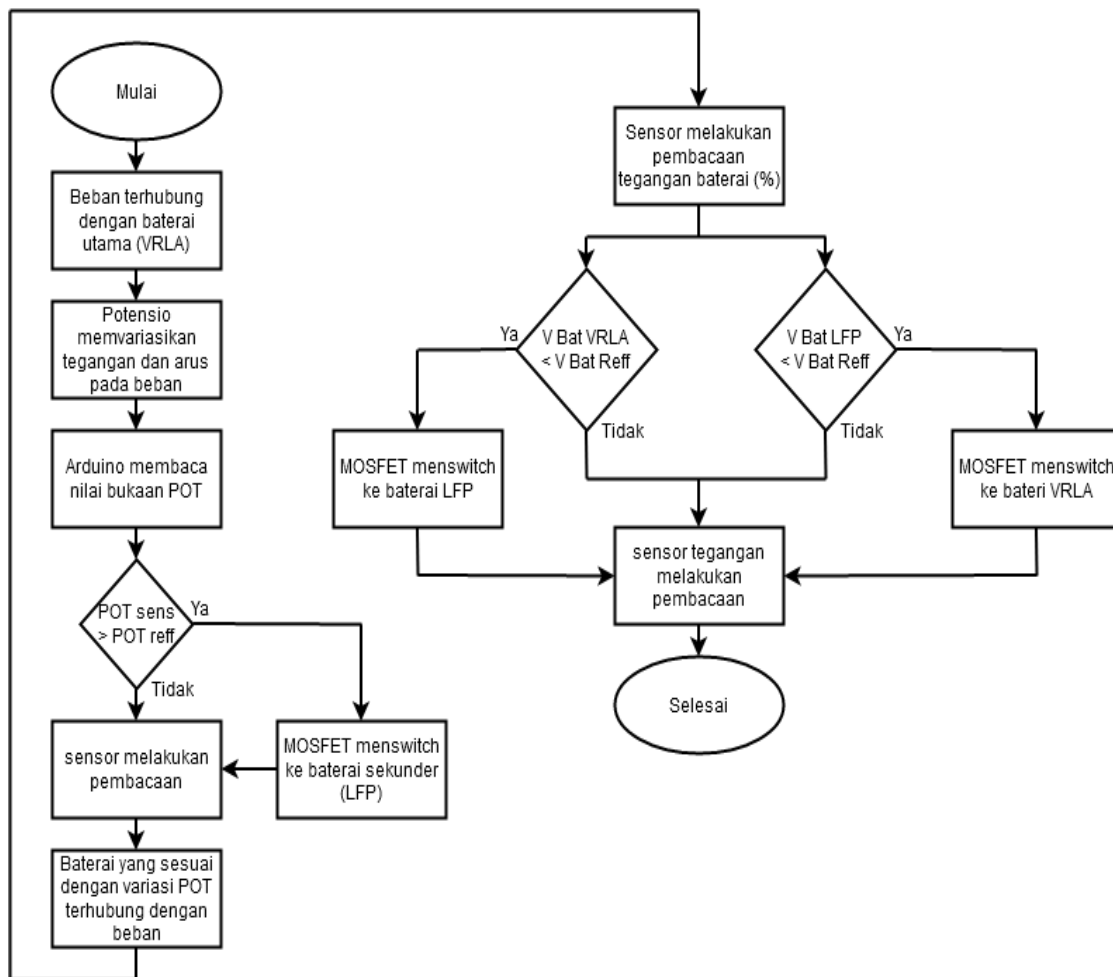 Mulai
Beban terhubung
dengan baterai
utama (VRLA)
Potensio
memvariasikan
tegangan dan arus
pada beban
Arduino membaca
nilai bukaan POT
POT sens
> POT reff
Ya
Tidak
MOSFET menswitch
ke baterai sekunder
(LFP)
sensor melakukan
pembacaan
Baterai yang sesuai
dengan variasi POT
terhubung dengan
beban
Sensor melakukan
pembacaan
tegangan baterai (%)
V Bat VRLA
< V Bat Reff
Ya
Tidak
MOSFET menswitch
ke baterai LFP
V Bat LFP
< V Bat Reff
Ya
Tidak
MOSFET menswitch
ke bateri VRLA
sensor tegangan
melakukan
pembacaan
Selesai